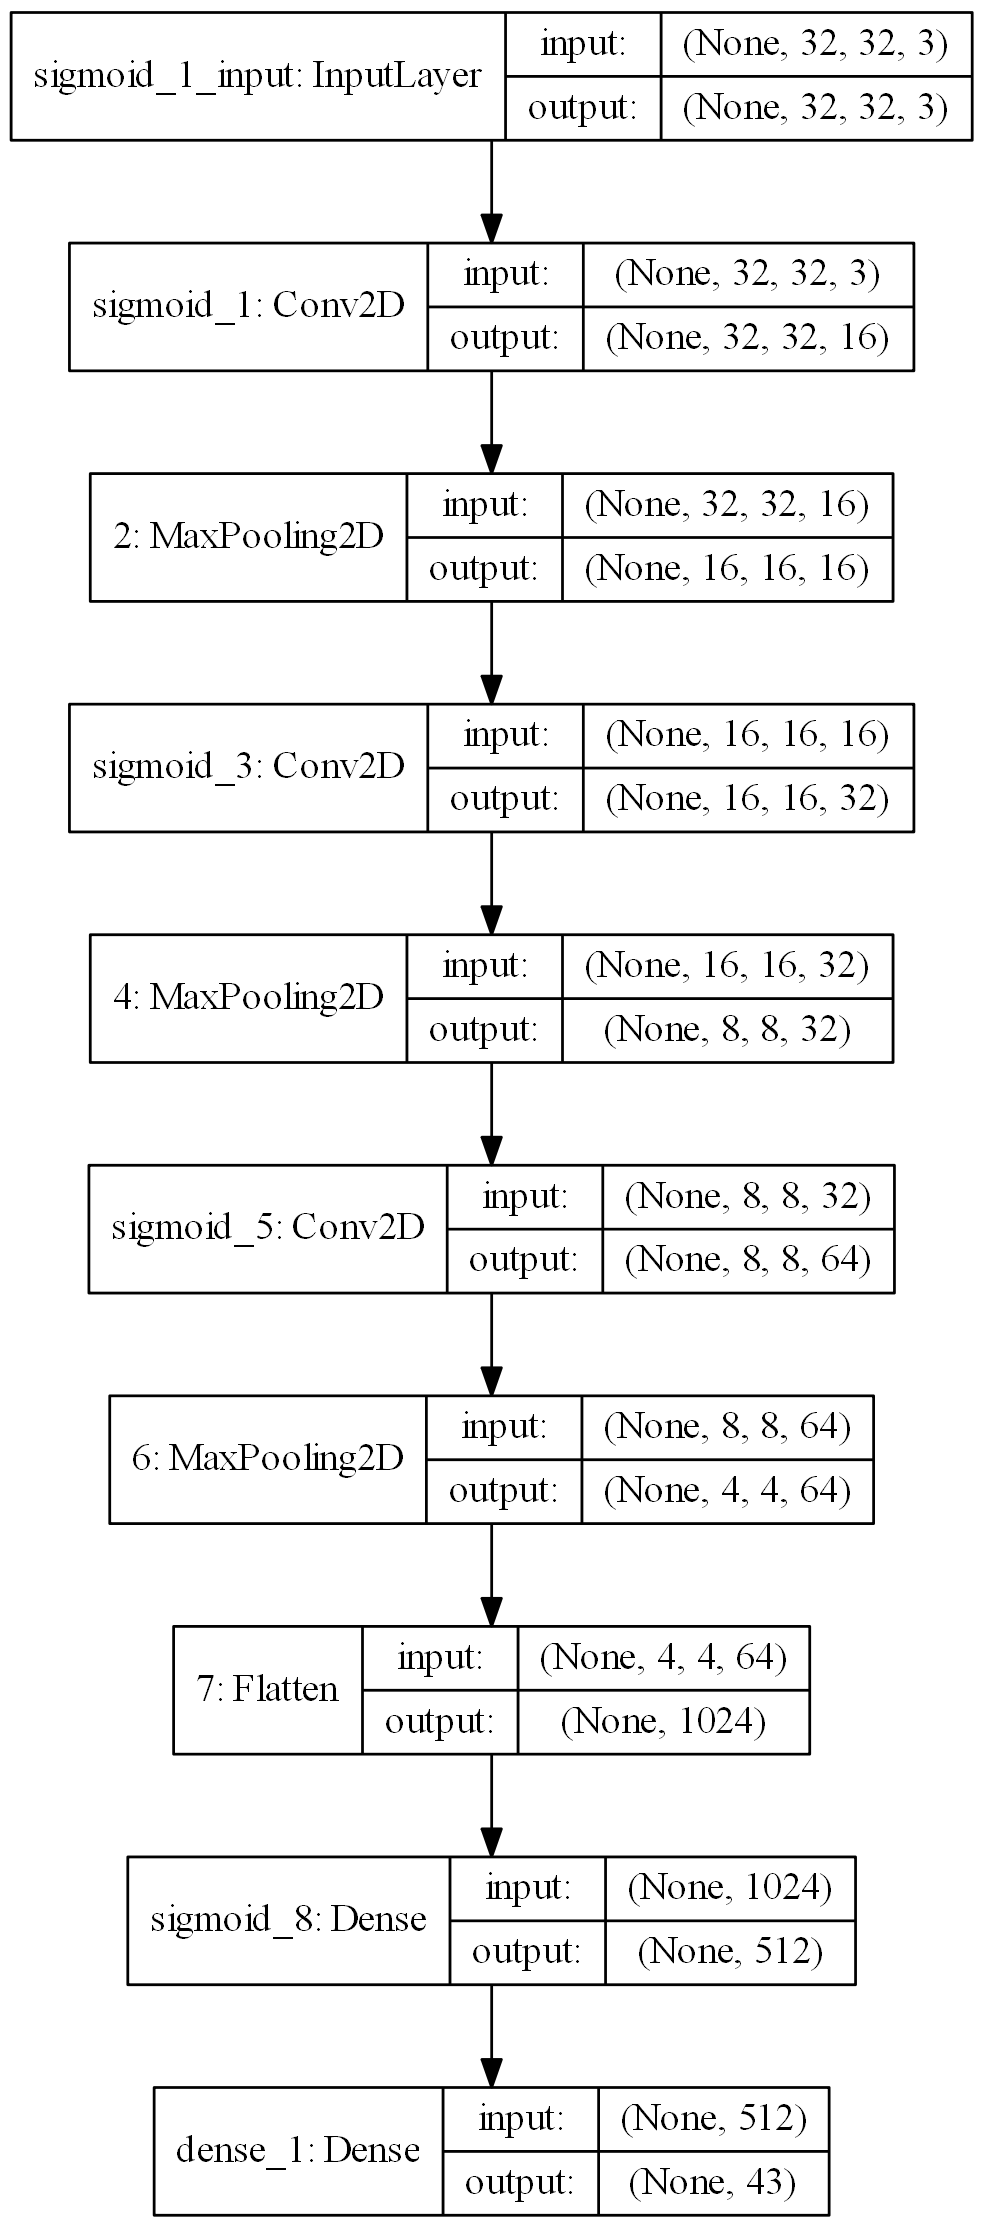 sigmoid_1_input: InputLayer
input: (None, 32, 32, 3)
output: (None, 32, 32, 3)
sigmoid_1: Conv2D
input: (None, 32, 32, 3)
output: (None, 32, 32, 16)
2: MaxPooling2D
input: (None, 32, 32, 16)
output: (None, 16, 16, 16)
sigmoid_3: Conv2D
input: (None, 16, 16, 16)
output: (None, 16, 16, 32)
4: MaxPooling2D
input: (None, 16, 16, 32)
output: (None, 8, 8, 32)
sigmoid_5: Conv2D
input: (None, 8, 8, 32)
output: (None, 8, 8, 64)
6: MaxPooling2D
input: (None, 8, 8, 64)
output: (None, 4, 4, 64)
7: Flatten
input: (None, 4, 4, 64)
output: (None, 1024)
sigmoid_8: Dense
input: (None, 1024)
output: (None, 512)
dense_1: Dense
input: (None, 512)
output: (None, 43)